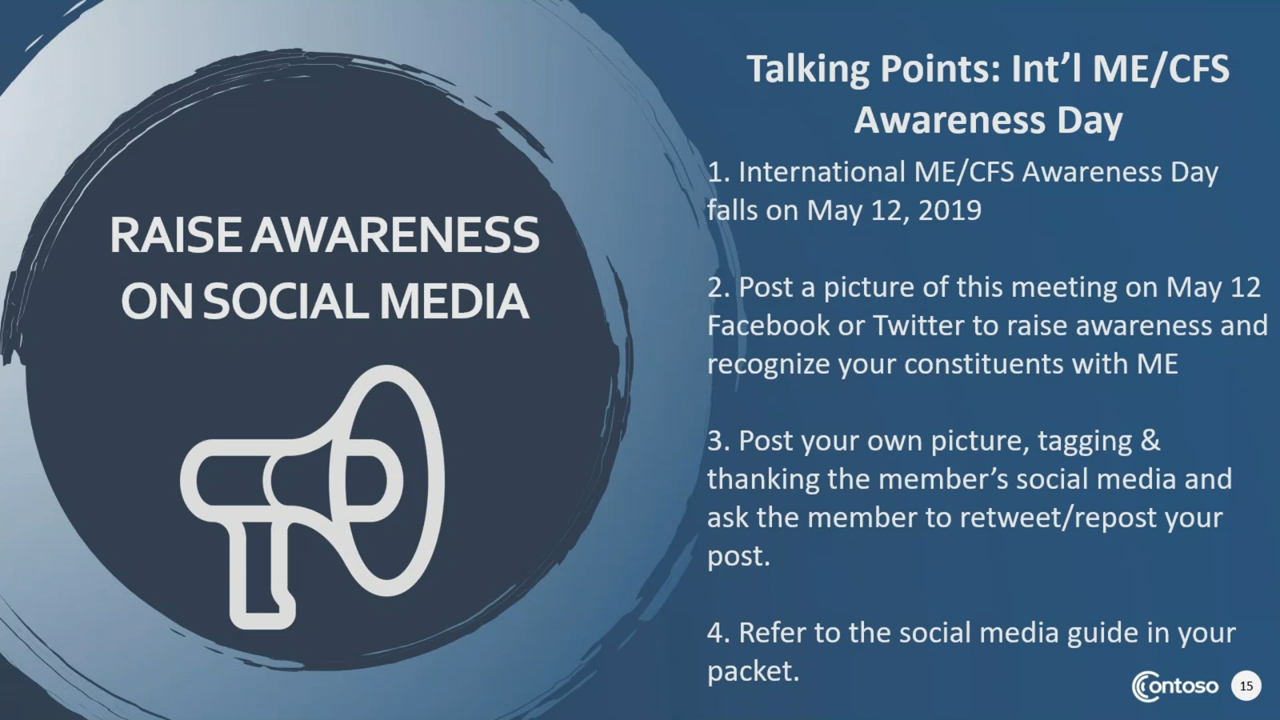 RAISE AWARENESS
ON SOCIAL MEDIA
Talking Points: Int’l ME/CFS
Awareness Day
1. International ME/CFS Awareness Day
falls on May 12, 2019
2. Post a picture of this meeting on May 12
Facebook or Twitter to raise awareness and
recognize your constituents with ME
3. Post your own picture, tagging &
thanking the member’s social media and
ask the member to retweet/repost your
post.
4. Refer to the social media guide in your
packet.
Contoso
15